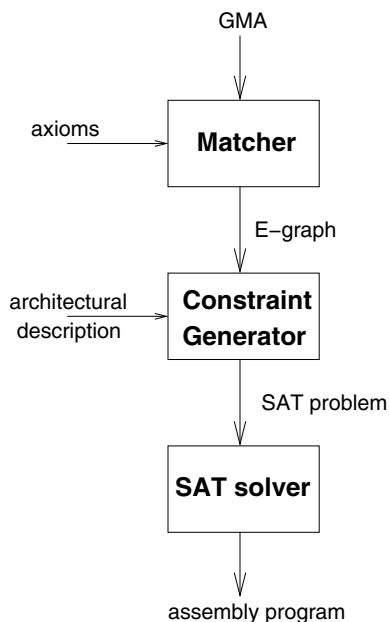 GMA
axioms
Matcher
E−graph
architectural
description
Constraint
Generator
SAT problem
SAT solver
assembly program